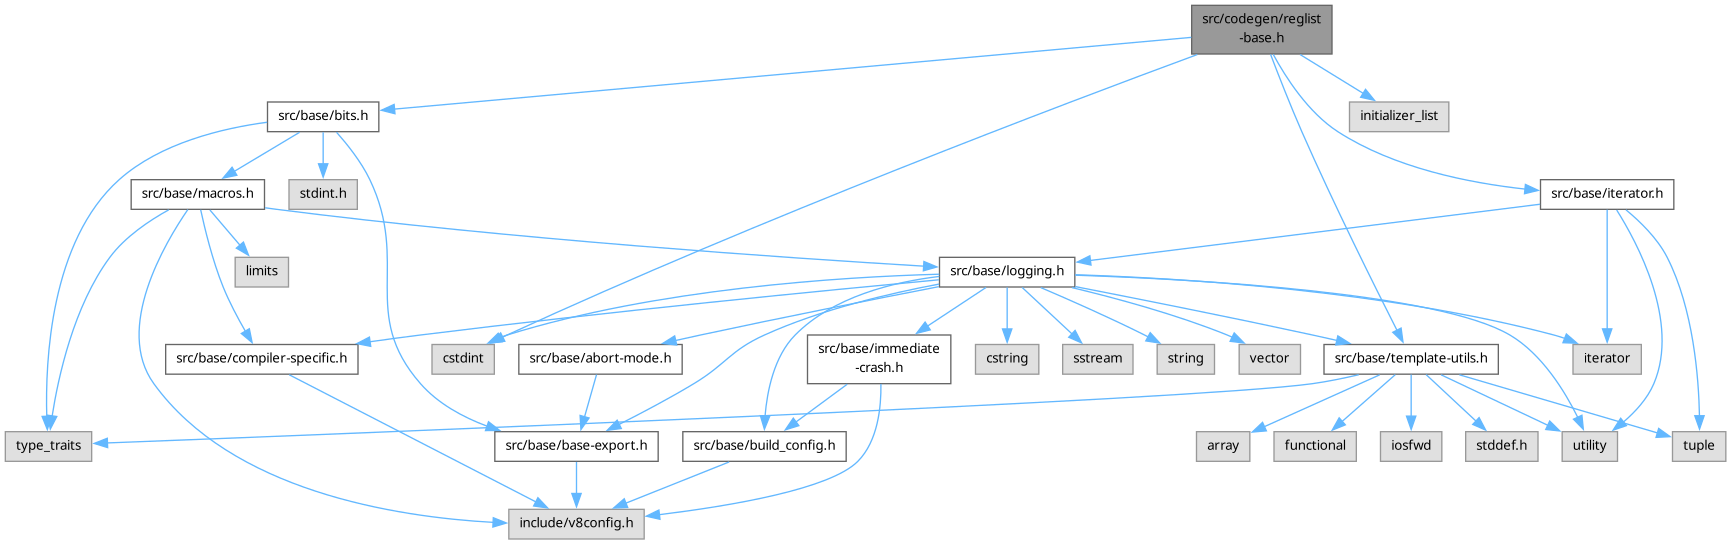 src/codegen/reglist
-base.h
src/base/bits.h
initializer_list
src/base/macros.h
stdint.h
src/base/iterator.h
limits
src/base/logging.h
src/base/compiler-specific.h
cstdint
src/base/abort-mode.h
src/base/immediate
-crash.h
cstring
sstream
string
vector
src/base/template-utils.h
iterator
type_traits
src/base/base-export.h
src/base/build_config.h
array
functional
iosfwd
stddef.h
utility
tuple
include/v8config.h